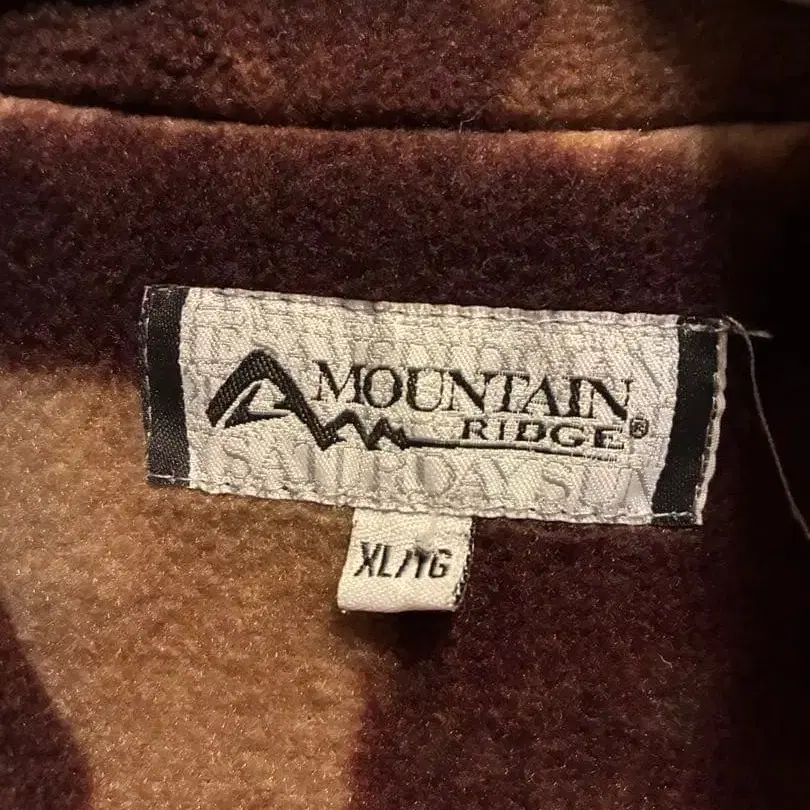 MOUNTAIN
RIDGE®
SATURDAY SUN
XL/TG